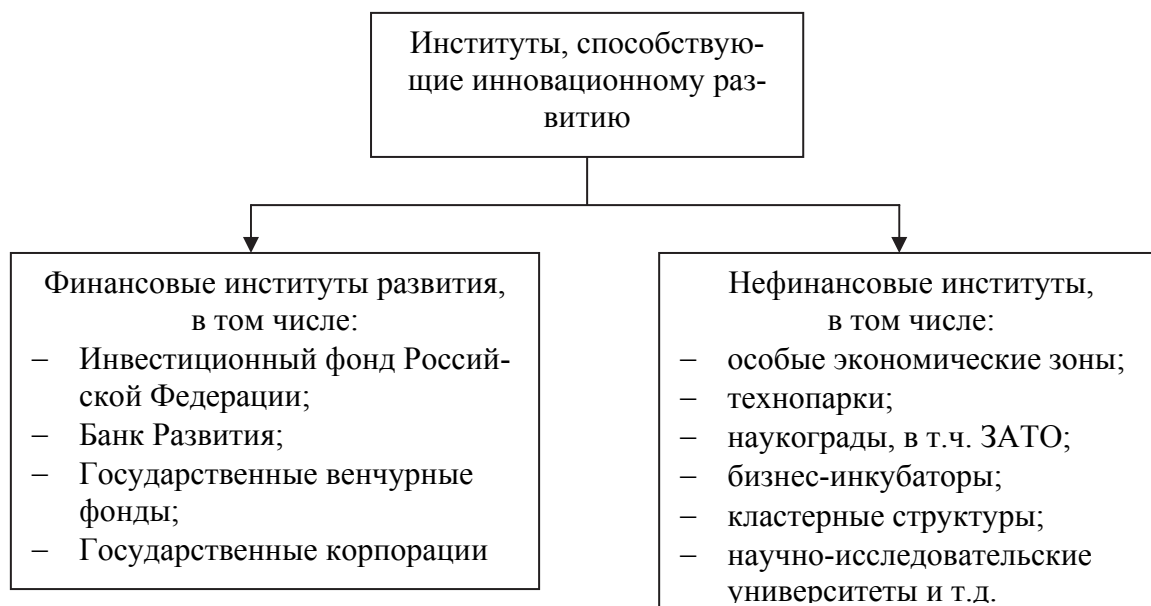 Институты, способствую-
щие инновационному раз-
витию
Финансовые институты развития,
в том числе:
– Инвестиционный фонд Россий-
ской Федерации;
– Банк Развития;
– Государственные венчурные
фонды;
– Государственные корпорации
Нефинансовые институты,
в том числе:
– особые экономические зоны;
– технопарки;
– наукограды, в т.ч. ЗАТО;
– бизнес-инкубаторы;
– кластерные структуры;
– научно-исследовательские
университеты и т.д.